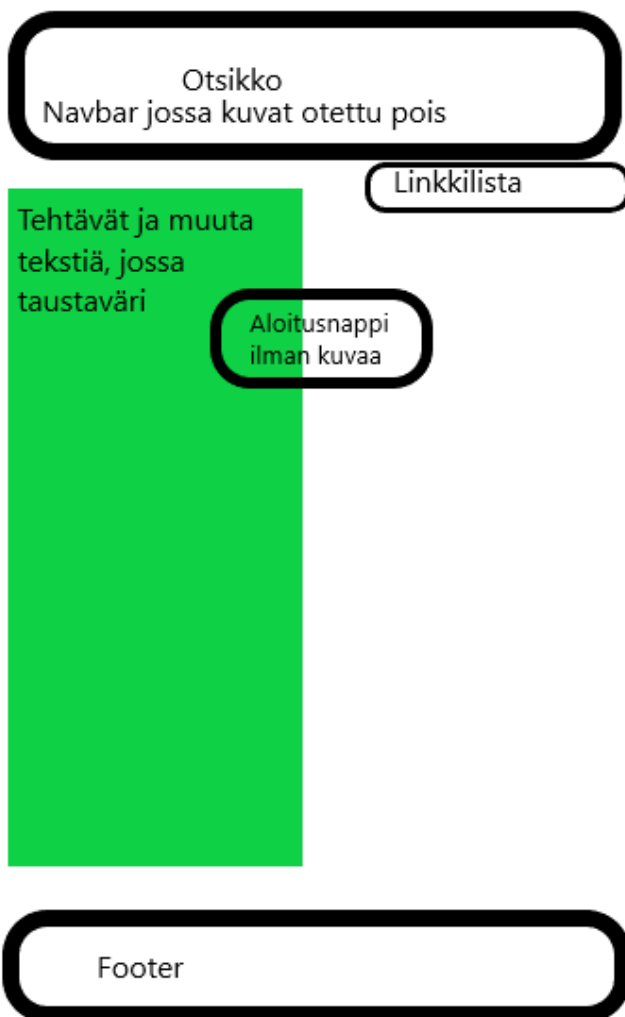 Otsikko
Navbar jossa kuvat otettu pois
Linkkilista
Tehtävät ja muuta
tekstiä, jossa
taustaväri
Aloitusnappi
ilman kuvaa
Footer